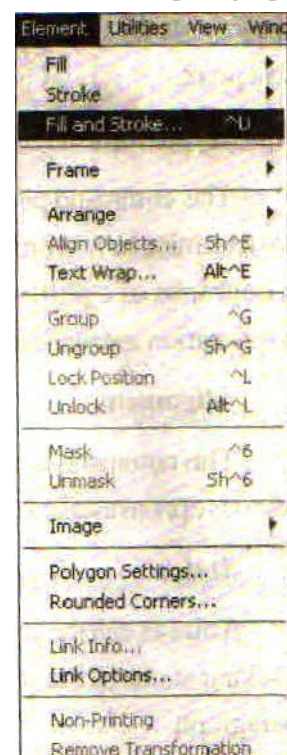 Element Utilities View Wind
Fill
Stroke
Fill and Stroke... ^U
Frame
Arrange
Align Objects... Sh^E
Text Wrap... Alt^E
Group ^G
Ungroup Sh^G
Lock Position ^L
Unlock Alt^L
Mask ^6
Unmask Sh^6
Image
Polygon Settings...
Rounded Corners...
Link Info...
Link Options...
Non-Printing
Remove Transformation